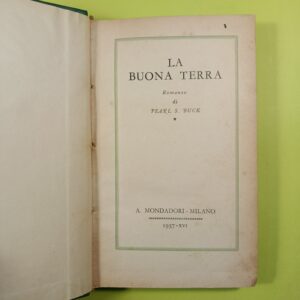 LA
BUONA TERRA
Romanzo
di
PEARL S. BUCK
A. MONDADORI - MILANO
1937-XVI